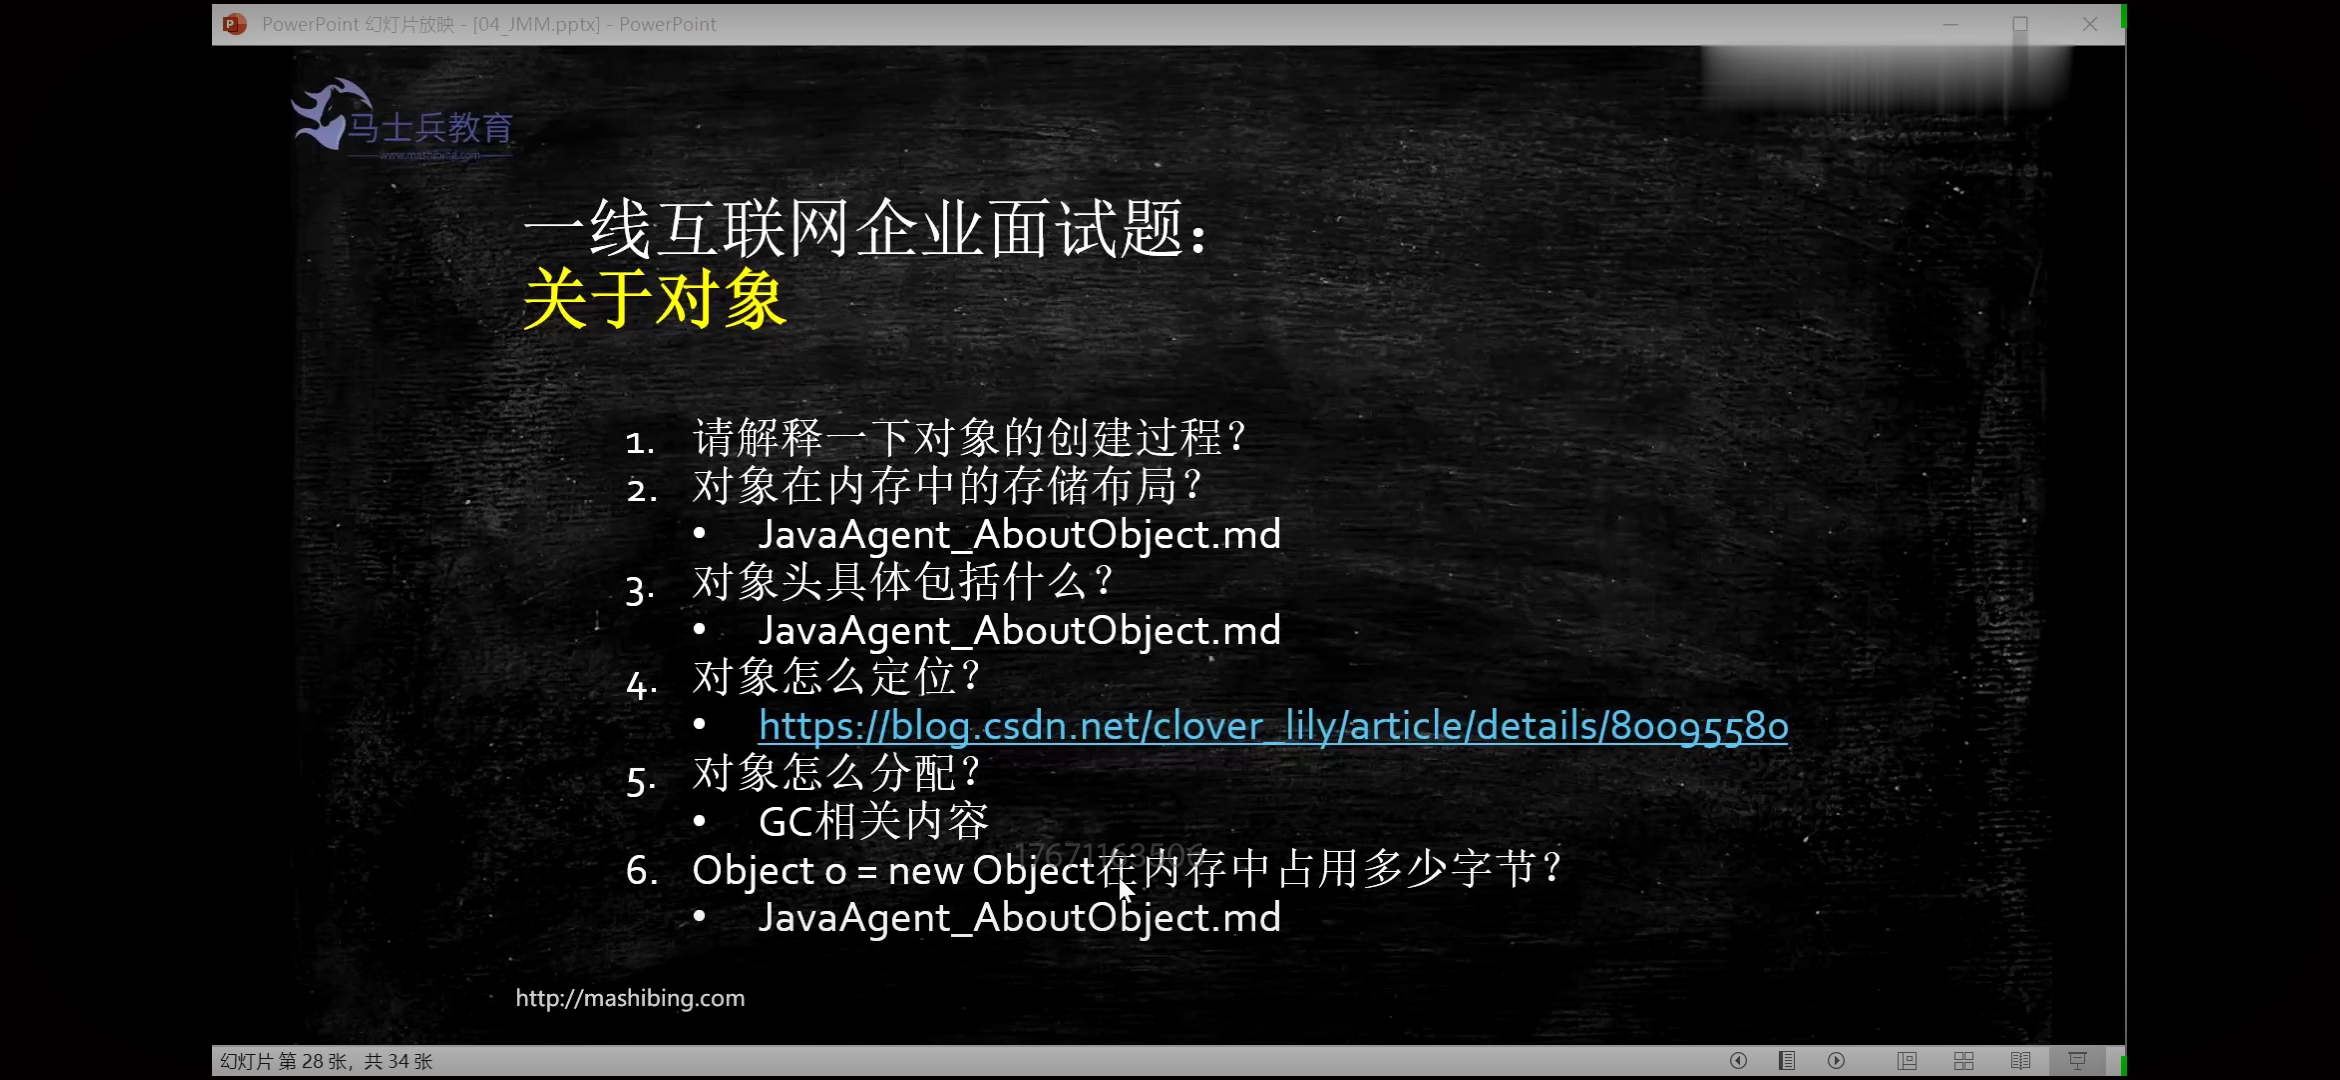 PowerPoint 幻灯片放映 - [04_JMM.pptx] - PowerPoint
马士兵教育
www.mashibing.com
一线互联网企业面试题：
关于对象
1. 请解释一下对象的创建过程？
2. 对象在内存中的存储布局？
• JavaAgent_AboutObject.md
3. 对象头具体包括什么？
• JavaAgent_AboutObject.md
4. 对象怎么定位？
• https://blog.csdn.net/clover_lily/article/details/80095580
5. 对象怎么分配？
• GC相关内容
6. Object o = new Object在内存中占用多少字节？
• JavaAgent_AboutObject.md
http://mashibing.com
幻灯片 第 28 张，共 34 张